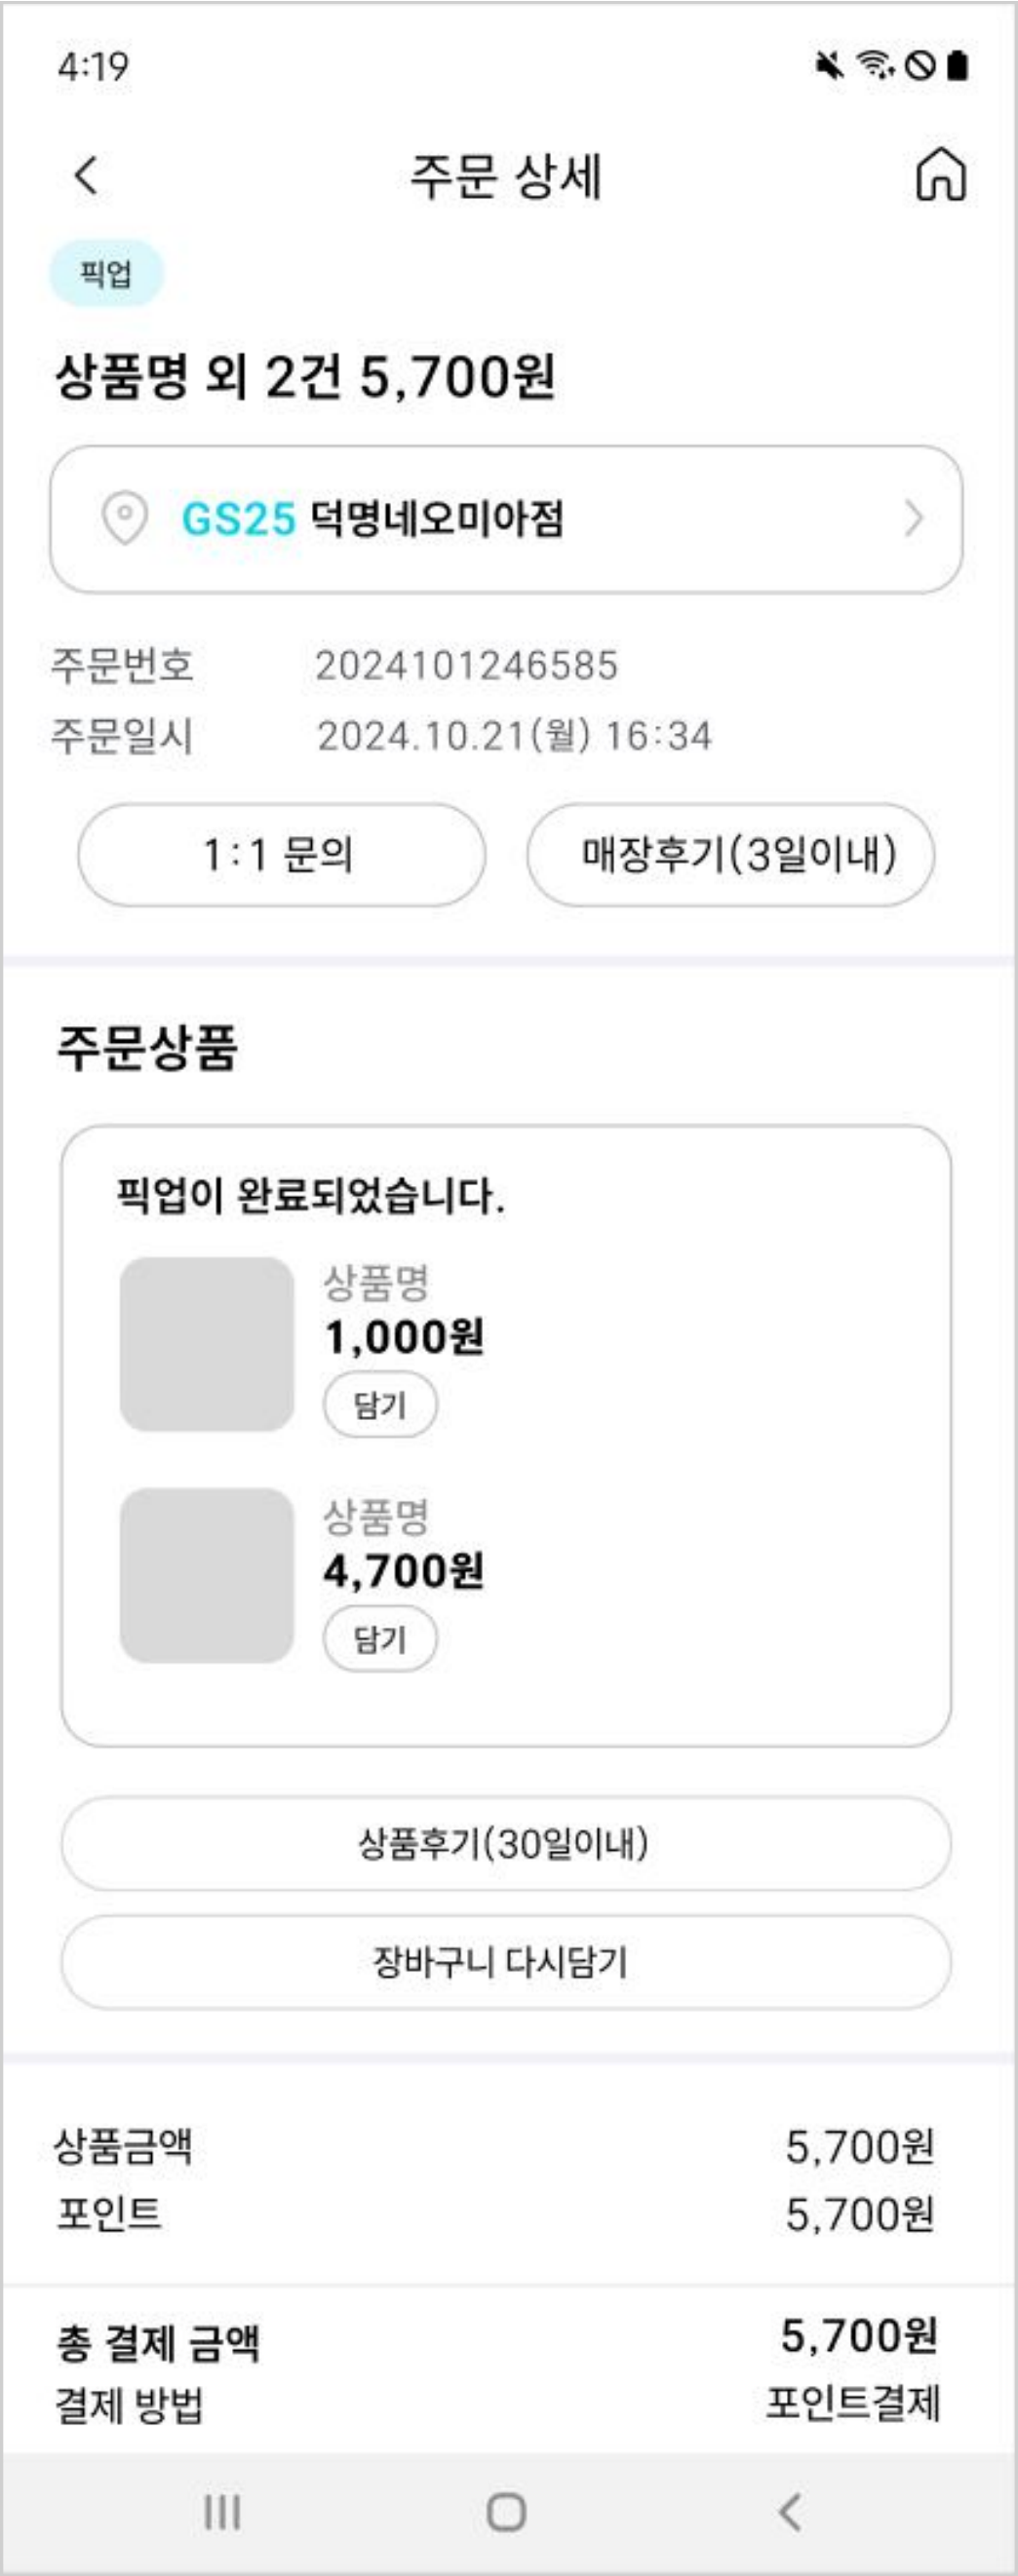 4:19
주문 상세
픽업
상품명 외 2건 5,700원
GS25 덕명네오미아점
주문번호 2024101246585
주문일시 2024.10.21(월) 16:34
1:1 문의 매장후기(3일이내)
주문상품
픽업이 완료되었습니다.
상품명
1,000원
담기
상품명
4,700원
담기
상품후기(30일이내)
장바구니 다시담기
상품금액 5,700원
포인트 5,700원
총 결제 금액 5,700원
결제 방법 포인트결제